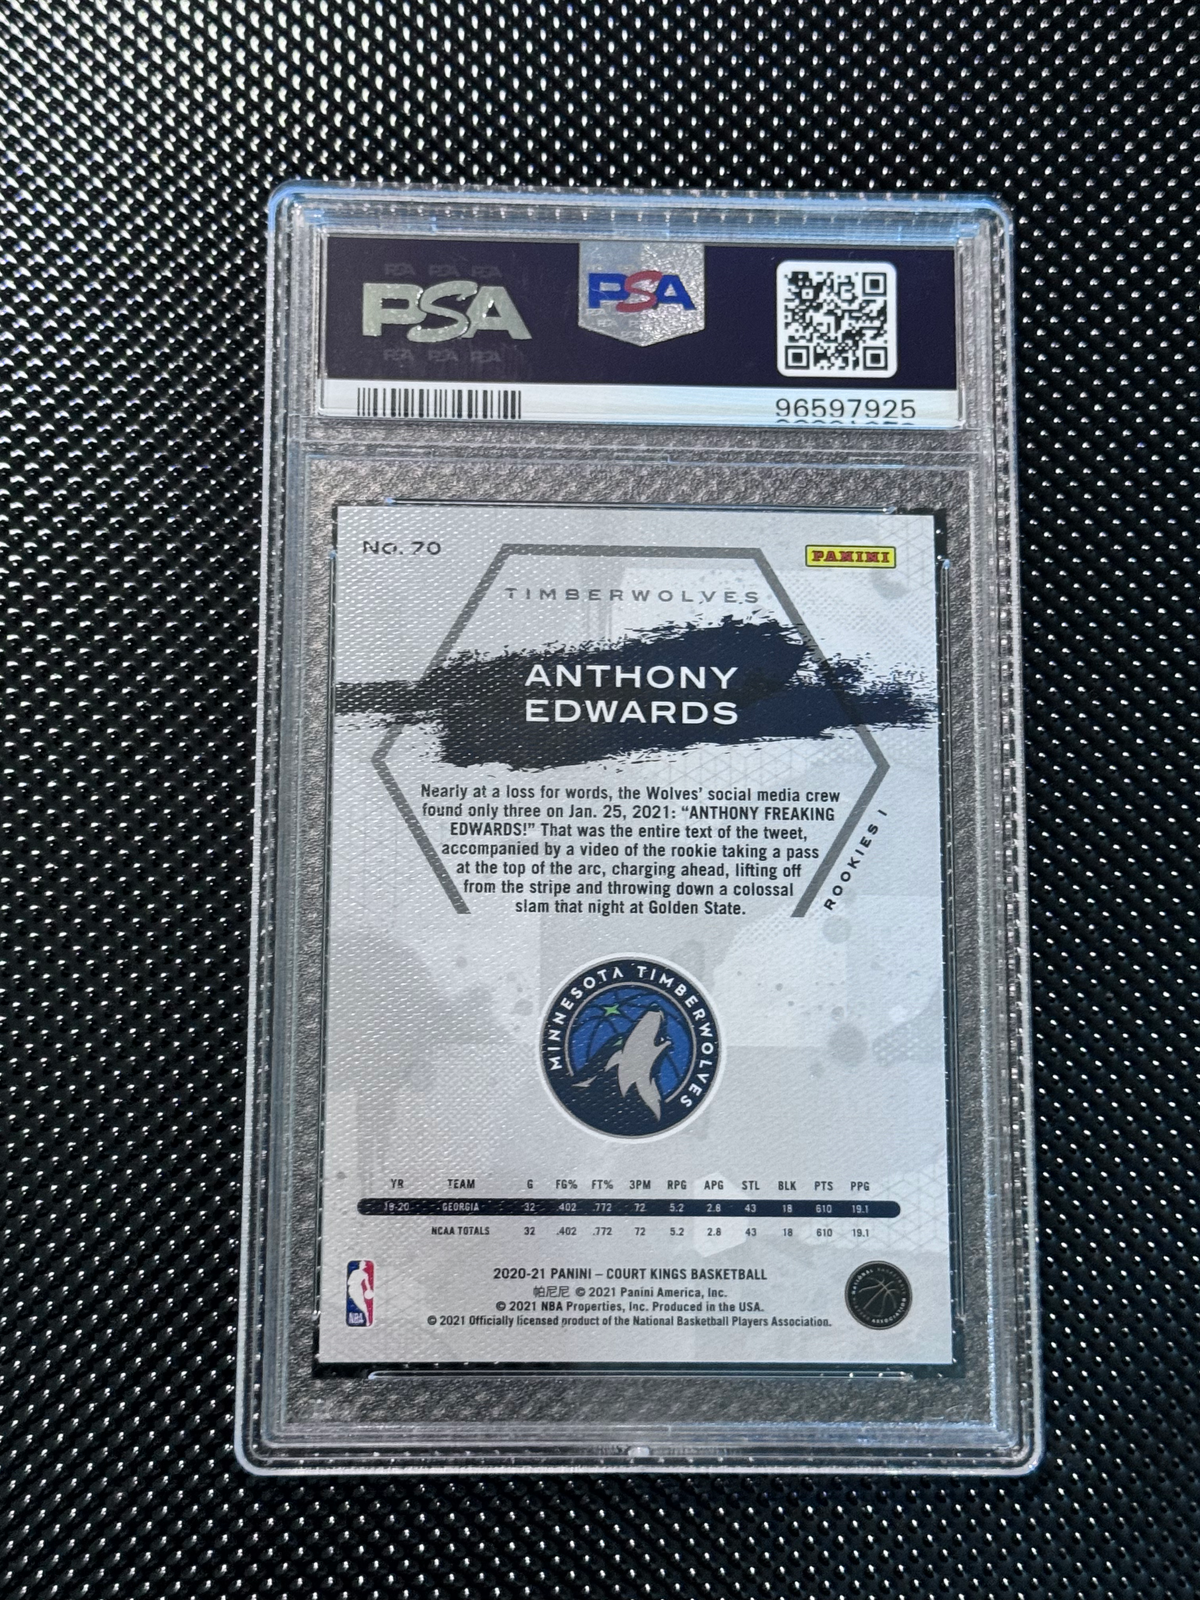 PSA
PSA
96597925
No. 70
PANINI
TIMBERWOLVES
ANTHONY
EDWARDS
Nearly at a loss for words, the Wolves' social media crew
found only three on Jan. 25, 2021: “ANTHONY FREAKING
EDWARDS!” That was the entire text of the tweet,
accompanied by a video of the rookie taking a pass
at the top of the arc, charging ahead, lifting off
from the stripe and throwing down a colossal
slam that night at Golden State.
ROOKIES I
MINNESOTA TIMBERWOLVES
YR TEAM G FG% FT% 3PM RPG APG STL BLK PTS PPG
19-20 GEORGIA 32 .402 .772 72 5.2 2.8 43 18 610 19.1
NCAA TOTALS 32 .402 .772 72 5.2 2.8 43 18 610 19.1
2020-21 PANINI – COURT KINGS BASKETBALL
帕尼尼 © 2021 Panini America, Inc.
© 2021 NBA Properties, Inc. Produced in the USA.
© 2021 Officially licensed product of the National Basketball Players Association.
NBA